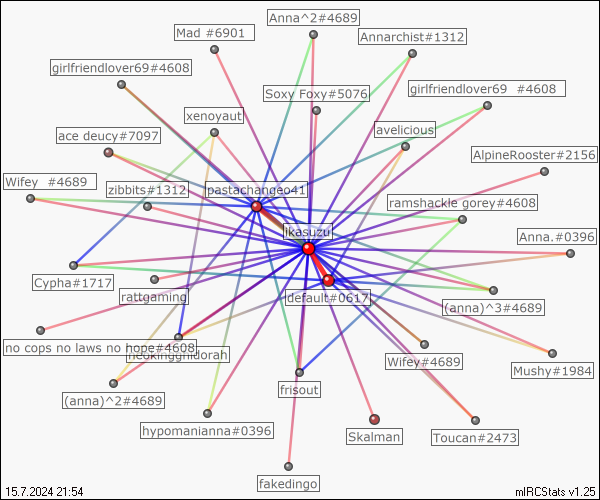 Anna^2#4689
Mad #6901
Annarchist#1312
girlfriendlover69#4608
girlfriendlover69 #4608
Soxy Foxy#5076
xenoyaut
avelicious
ace deucy#7097
AlpineRooster#2156
Wifey #4689
zibbits#1312
pastachangeo41
ramshackle gorey#4608
ikasuzu
Anna.#0396
Cypha#1717
rattgaming
default#0617
(anna)^3#4689
no cops no laws no hope#4608
Wifey#4689
Mushy#1984
(anna)^2#4689
frisout
hypomanianna#0396
Skalman
Toucan#2473
fakedingo
15.7.2024 21:54
mIRCStats v1.25